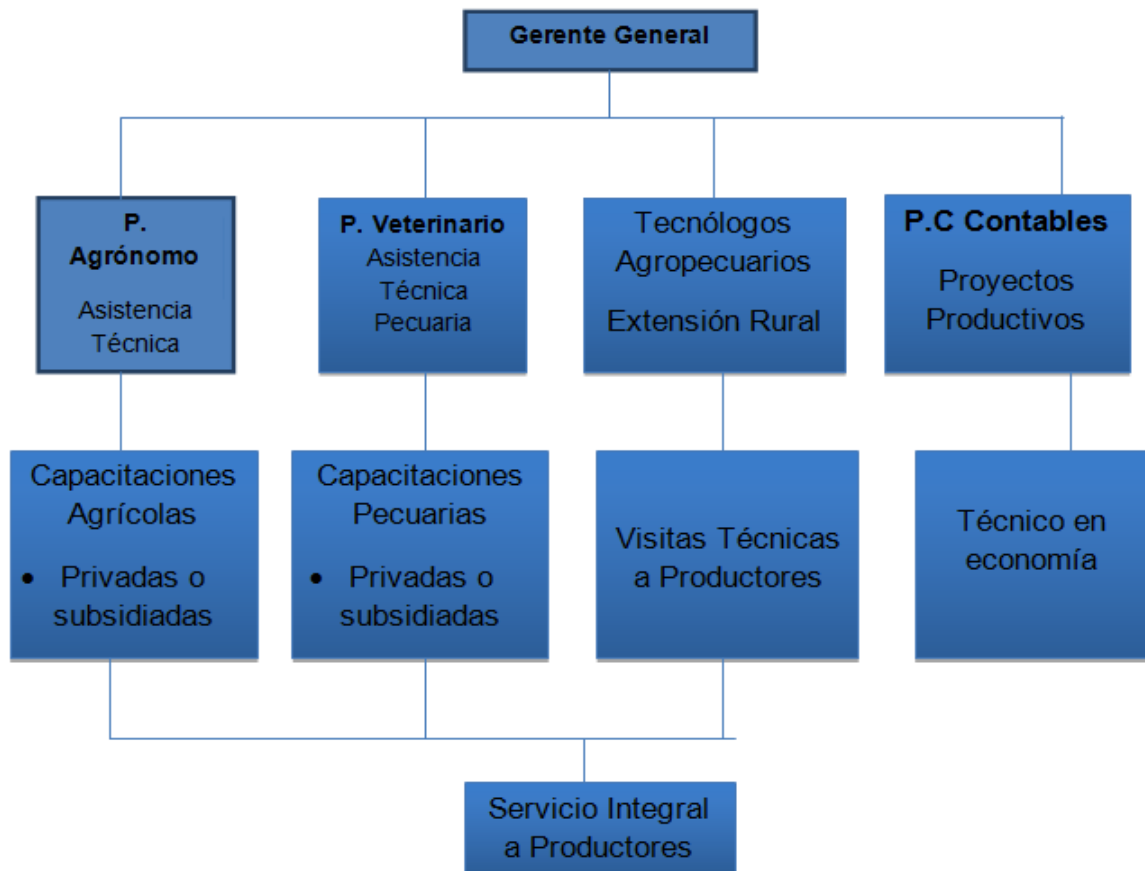 Gerente General
P.
Agrónomo
Asistencia
Técnica
P. Veterinario
Asistencia
Técnica
Pecuaria
Tecnólogos
Agropecuarios
Extensión Rural
P.C Contables
Proyectos
Productivos
Capacitaciones
Agrícolas
• Privadas o
subsidiadas
Capacitaciones
Pecuarias
• Privadas o
subsidiadas
Visitas Técnicas
a Productores
Técnico en
economía
Servicio Integral
a Productores